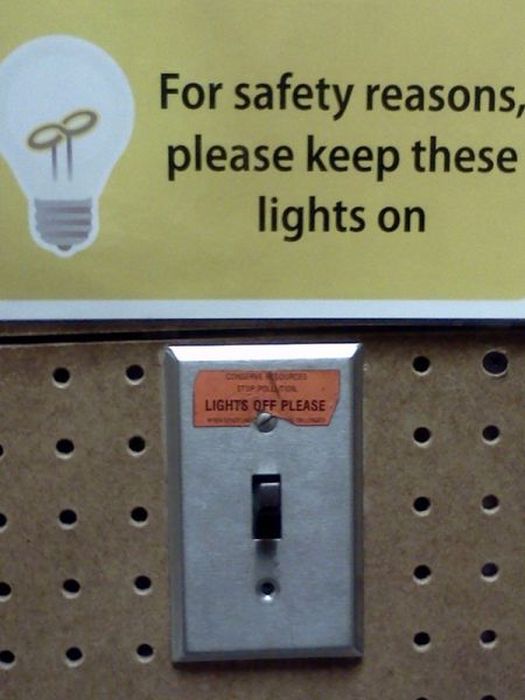 For safety reasons,
please keep these
lights on
CONSERVE RESOURCES
STOP POLLUTION
LIGHTS OFF PLEASE